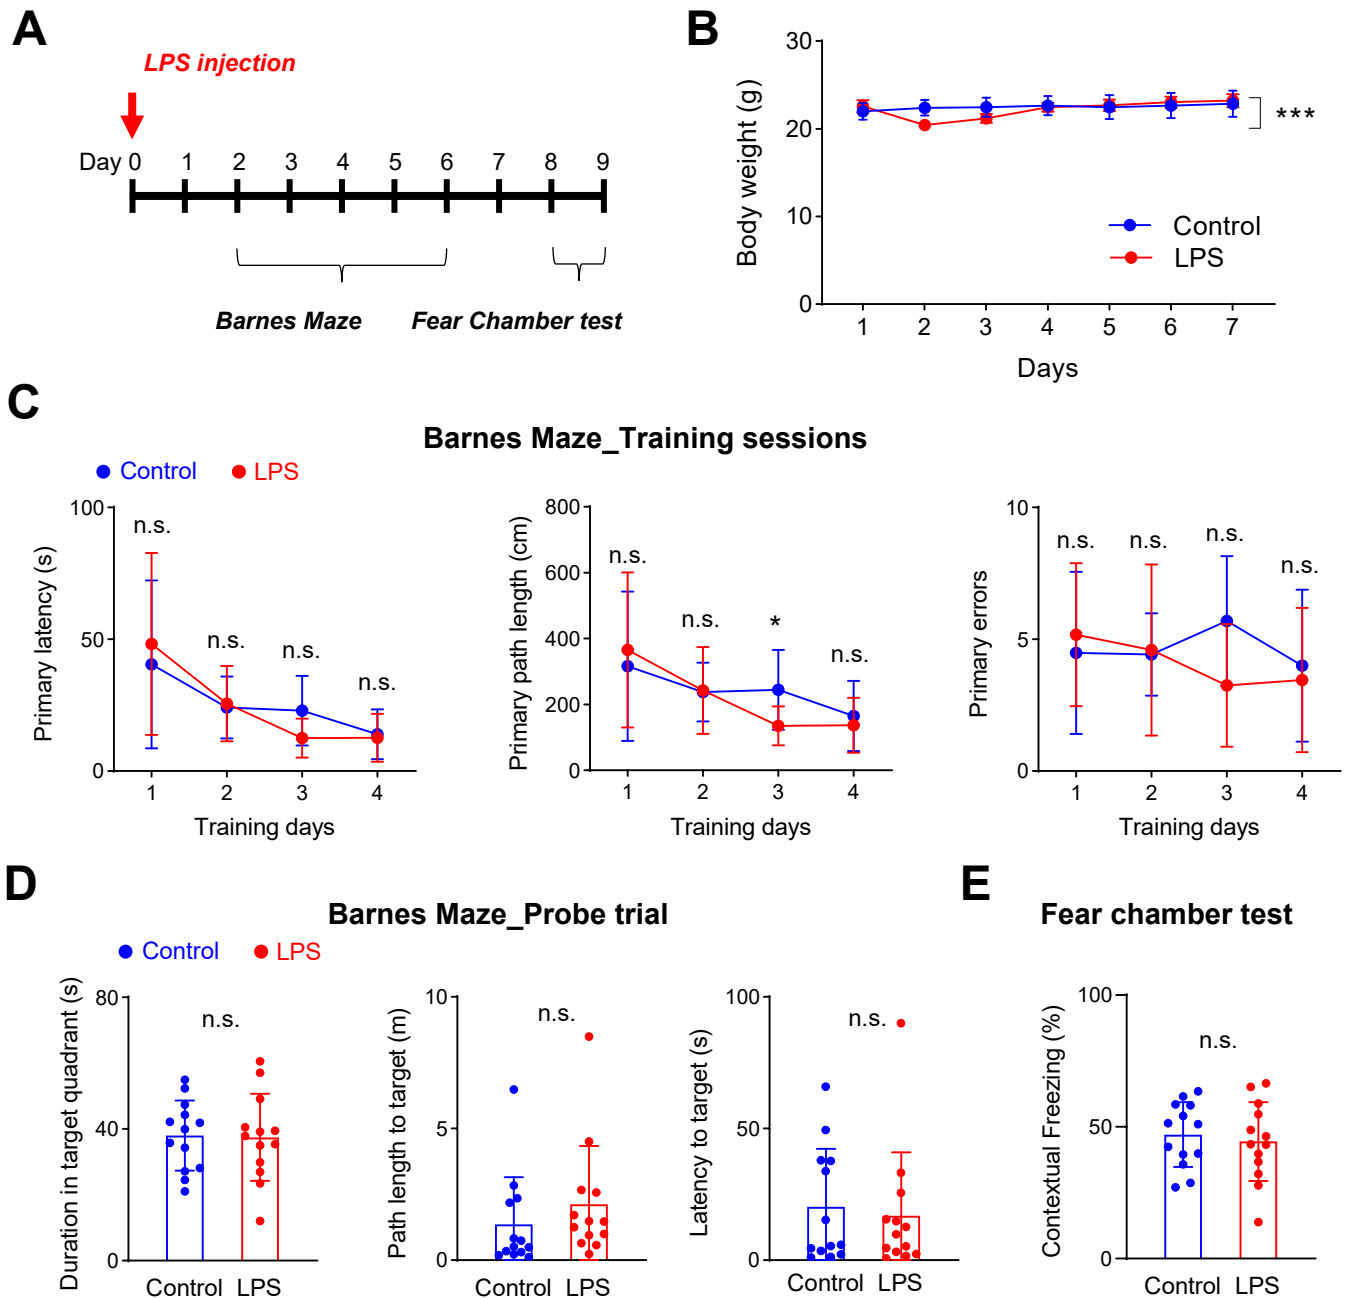 A
LPS injection
Day 0 1 2 3 4 5 6 7 8 9
Barnes Maze
Fear Chamber test
B
Body weight (g)
30
20
10
0
1 2 3 4 5 6 7
Days
Control
LPS
***
C
Barnes Maze_Training sessions
Control
LPS
Primary latency (s)
100
50
0
n.s.
n.s.
n.s.
n.s.
1 2 3 4
Training days
Primary path length (cm)
800
600
400
200
0
n.s.
n.s.
*
n.s.
1 2 3 4
Training days
Primary errors
10
5
0
n.s.
n.s.
n.s.
n.s.
1 2 3 4
Training days
D
Barnes Maze_Probe trial
Control
LPS
Duration in target quadrant (s)
80
40
0
n.s.
Control LPS
Path length to target (m)
10
5
0
n.s.
Control LPS
Latency to target (s)
100
50
0
n.s.
Control LPS
E
Fear chamber test
Contextual Freezing (%)
100
50
0
n.s.
Control LPS